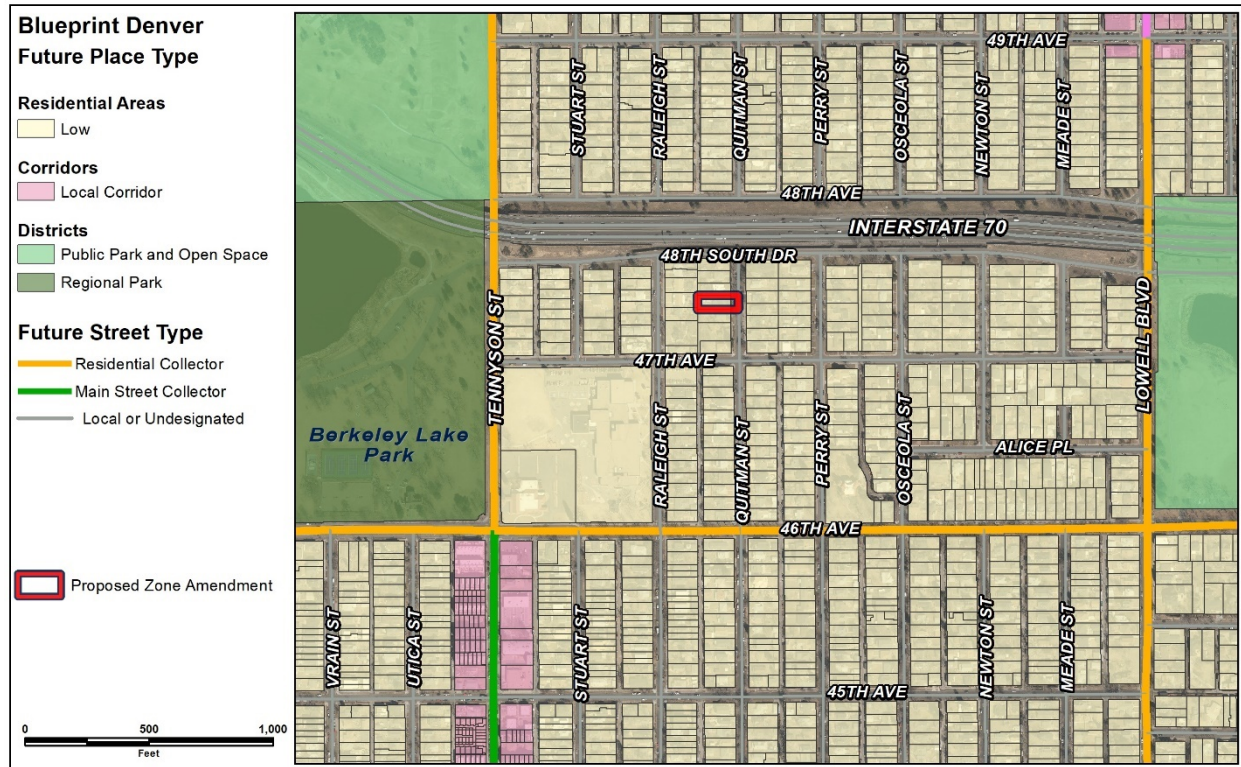 Blueprint Denver
Future Place Type
Residential Areas
Low
Corridors
Local Corridor
Districts
Public Park and Open Space
Regional Park
Future Street Type
Residential Collector
Main Street Collector
Local or Undesignated
Proposed Zone Amendment
0 500 1,000
Feet
49TH AVE
STUART ST
RALEIGH ST
QUITMAN ST
PERRY ST
OSCEOLA ST
NEWTON ST
MEADE ST
48TH AVE
INTERSTATE 70
48TH SOUTH DR
TENNYSON ST
LOWELL BLVD
47TH AVE
Berkeley Lake
Park
RALEIGH ST
QUITMAN ST
PERRY ST
OSCEOLA ST
ALICE PL
46TH AVE
VRAIN ST
UTICA ST
STUART ST
NEWTON ST
MEADE ST
45TH AVE